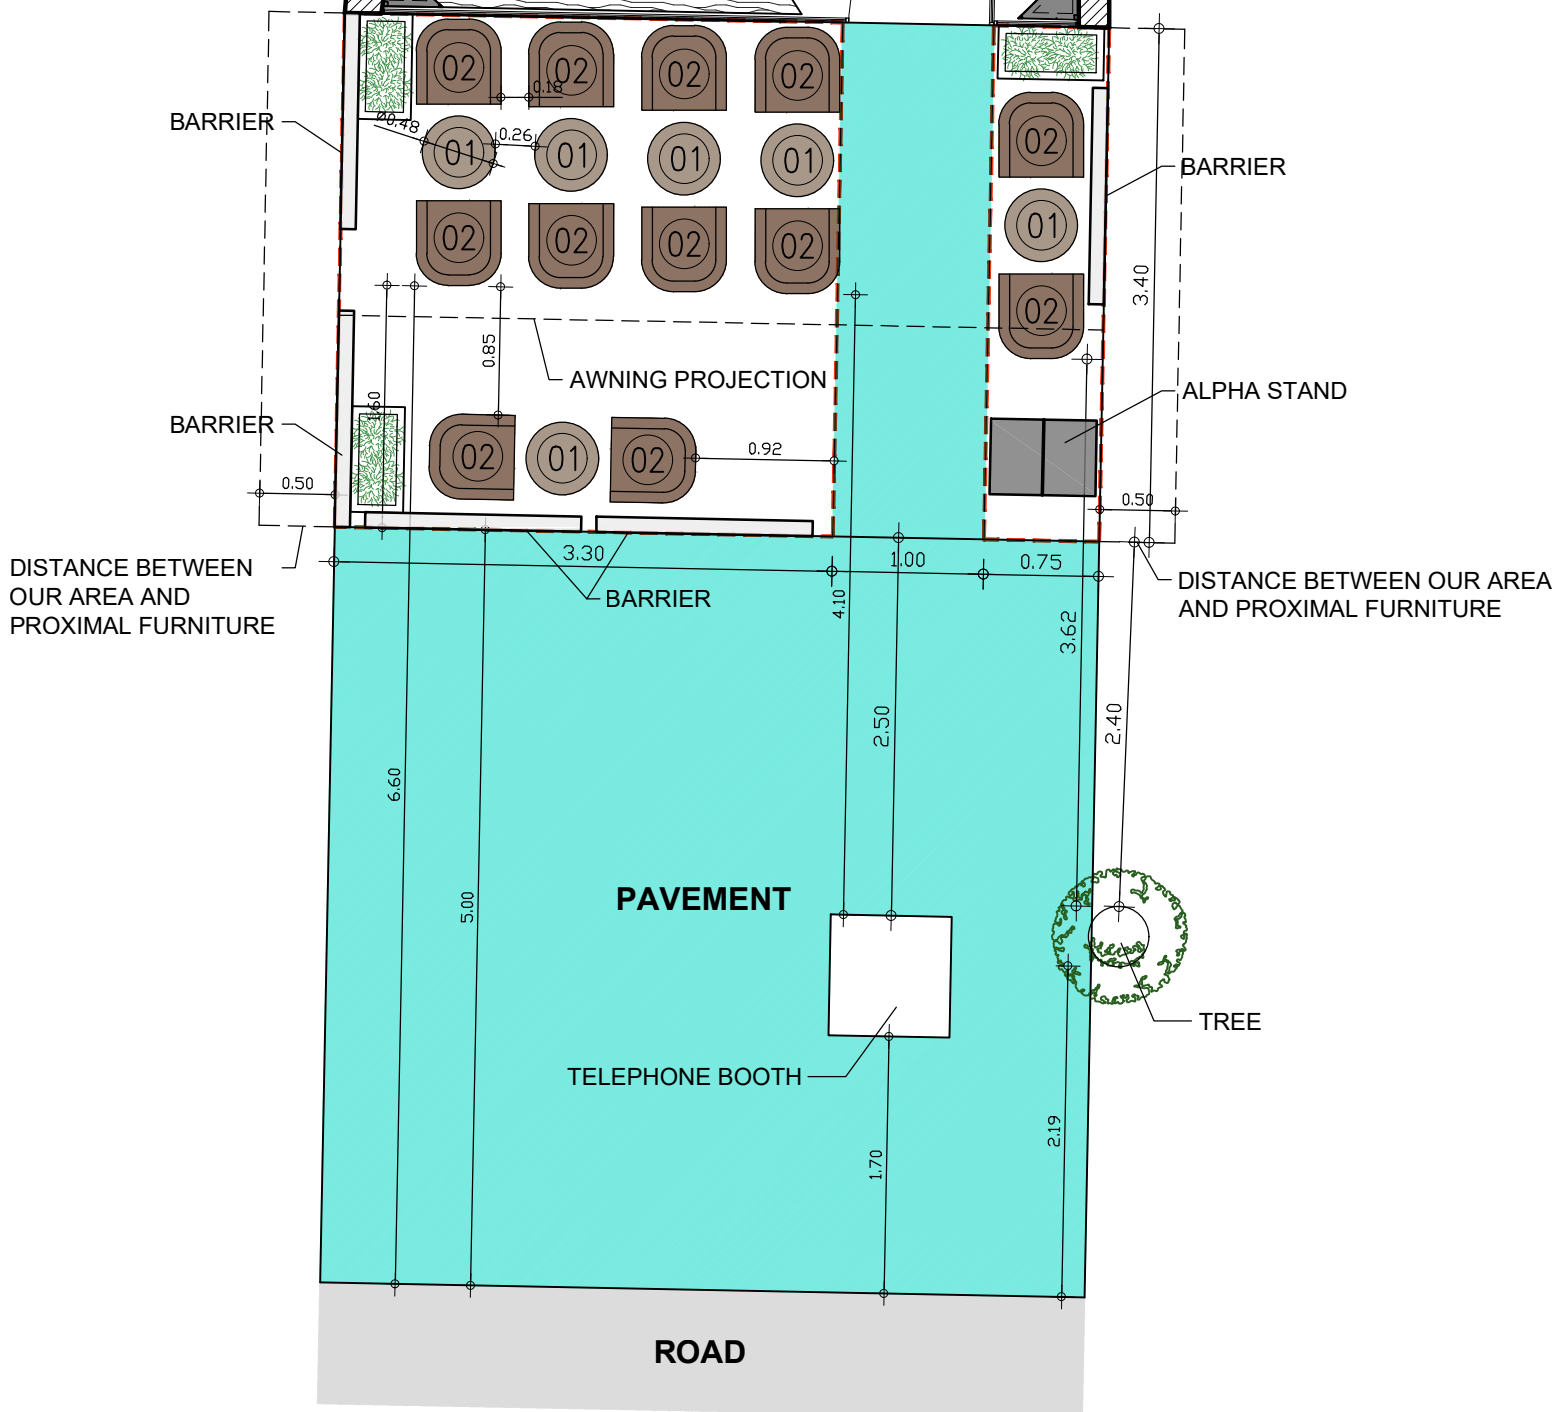 02
02
02
02
0.18
BARRIER
Ø0.48
0.26
01
01
01
01
02
BARRIER
01
02
02
02
02
02
3.40
0.85
AWNING PROJECTION
1.60
ALPHA STAND
BARRIER
02
01
02
0.92
0.50
0.50
3.30
1.00
0.75
DISTANCE BETWEEN
OUR AREA AND
PROXIMAL FURNITURE
BARRIER
4.10
DISTANCE BETWEEN OUR AREA
AND PROXIMAL FURNITURE
3.62
2.50
2.40
6.60
5.00
PAVEMENT
TREE
TELEPHONE BOOTH
2.19
1.70
ROAD